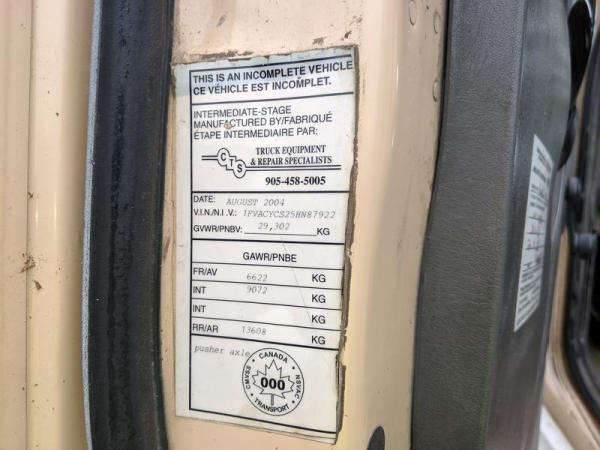 THIS IS AN INCOMPLETE VEHICLE
CE VÉHICLE EST INCOMPLET.
INTERMEDIATE-STAGE
MANUFACTURED BY/FABRIQUÉ
ÉTAPE INTERMEDIAIRE PAR:
CTS
TRUCK EQUIPMENT
& REPAIR SPECIALISTS
905-458-5005
DATE: AUGUST 2004
V.I.N./N.I.V.: 1FVACYCS25HN87922
GVWR/PNBV: 29,302 KG
GAWR/PNBE
FR/AV 6622 KG
INT 9072 KG
INT KG
RR/AR 13608 KG
pusher axle
CANADA
CMVSS 000 NSVAC
TRANSPORT